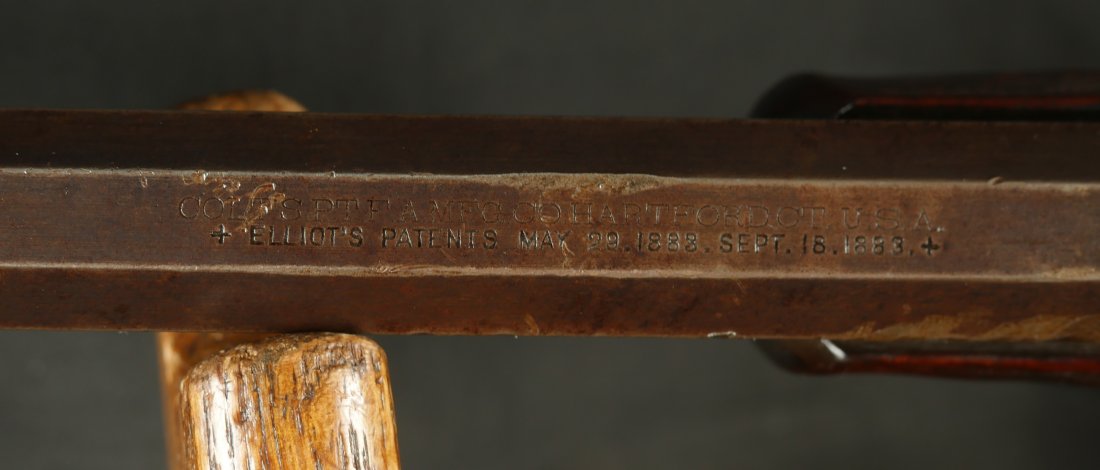 COLT'S PT. F. A. MFG. CO. HARTFORD. CT. U.S.A.
+ ELLIOT'S PATENTS MAY 29.1883. SEPT. 18.1883. +